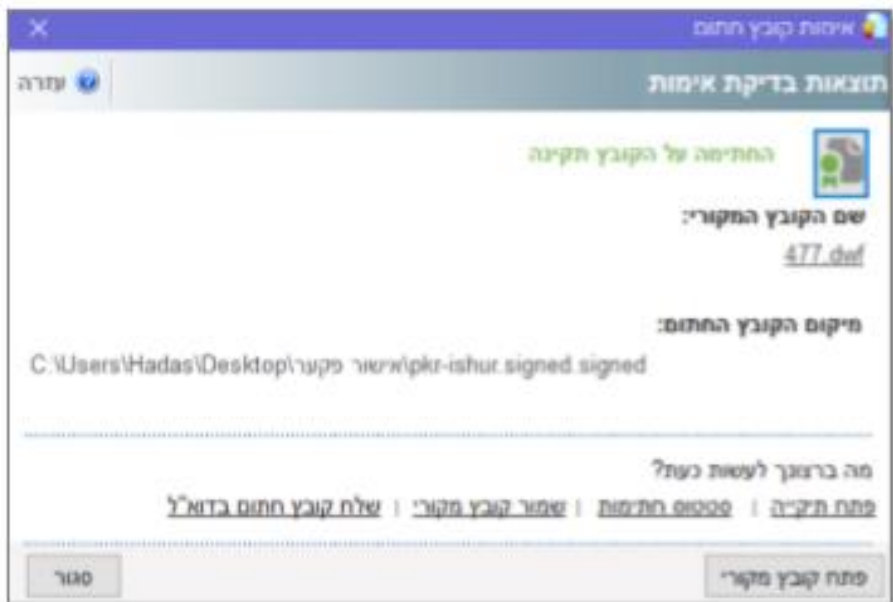 אימות קובץ חתום
תוצאות בדיקת אימות
עזרה
החתימה על הקובץ תקינה
שם הקובץ המקורי:
477.dwf
מיקום הקובץ החתום:
C:\Users\Hadas\Desktop\אישור פקער\pkr-ishur.signed.signed
מה ברצונך לעשות כעת?
פתח תיקייה | סטטוס חתימות | שמור קובץ מקורי | שלח קובץ חתום בדוא"ל
פתח קובץ מקורי
סגור